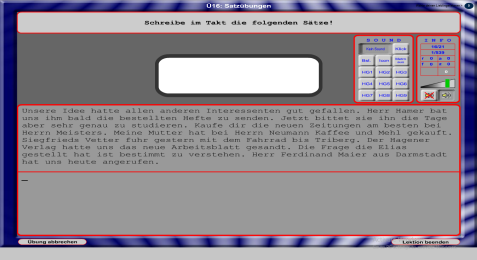 Ü16: Satzübungen
Schreibe im Takt die folgenden Sätze!
SOUND
Kein Sound Klick
HG1 HG2 HG3
HG4 HG5 HG6
HG7 HG8 HG9
INFO
Unsere Idee hatte allen anderen Interessenten gut gefallen. Herr Hamer bat
uns ihm bald die bestellten Hefte zu senden. Jetzt bittet sie ihn die Tage
aber sehr genau zu studieren. Kaufe dir die neuen Zeitungen am besten bei
Herrn Meisters. Meine Mutter hat bei Herrn Neumann Kaffee und Mehl gekauft.
Siegfrieds Vetter fuhr gestern mit dem Fahrrad bis Triberg. Der Hagener
Verlag hatte uns das neue Arbeitsblatt gesandt. Die Frage die Elias
gestellt hat ist bestimmt zu verstehen. Herr Ferdinand Maier aus Darmstadt
hat uns heute angerufen.
Übung abbrechen
Lektion beenden